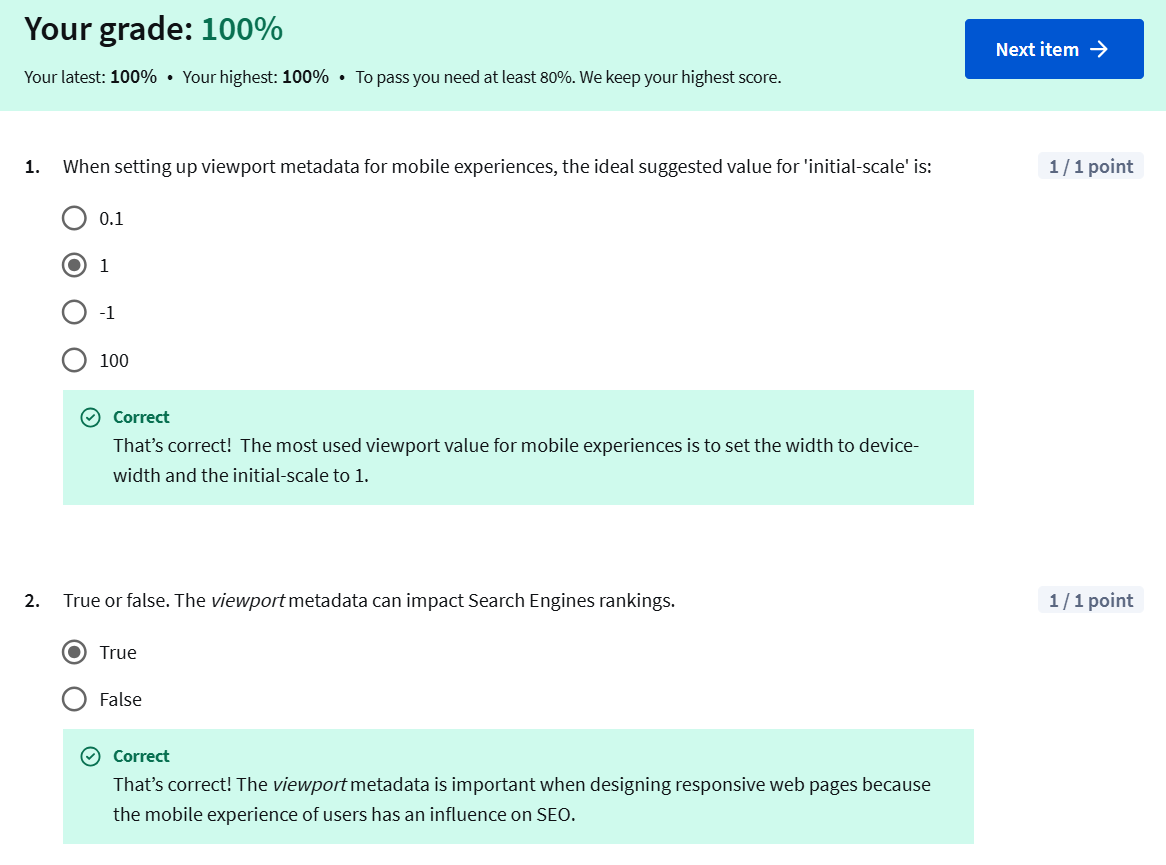 Your grade: 100%
Your latest: 100% • Your highest: 100% • To pass you need at least 80%. We keep your highest score.
Next item →
1. When setting up viewport metadata for mobile experiences, the ideal suggested value for 'initial-scale' is:
1 / 1 point
0.1
1
-1
100
Correct
That’s correct!  The most used viewport value for mobile experiences is to set the width to device-
width and the initial-scale to 1.
2. True or false. The viewport metadata can impact Search Engines rankings.
1 / 1 point
True
False
Correct
That’s correct! The viewport metadata is important when designing responsive web pages because
the mobile experience of users has an influence on SEO.